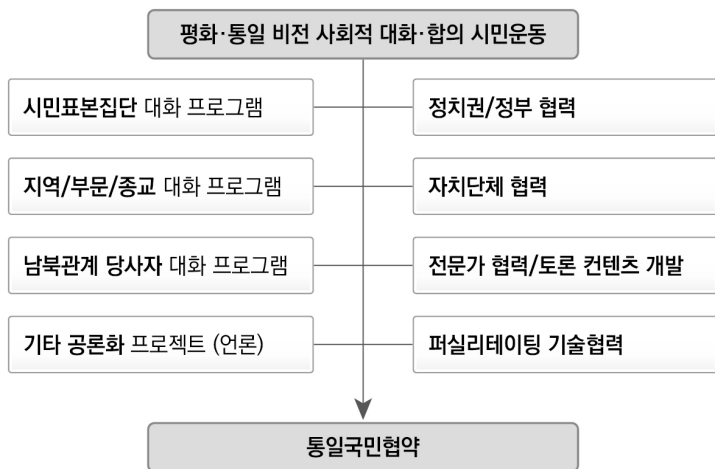 평화·통일 비전 사회적 대화·합의 시민운동
시민표본집단 대화 프로그램
정치권/정부 협력
지역/부문/종교 대화 프로그램
자치단체 협력
남북관계 당사자 대화 프로그램
전문가 협력/토론 컨텐츠 개발
기타 공론화 프로젝트 (언론)
퍼실리테이팅 기술협력
통일국민협약